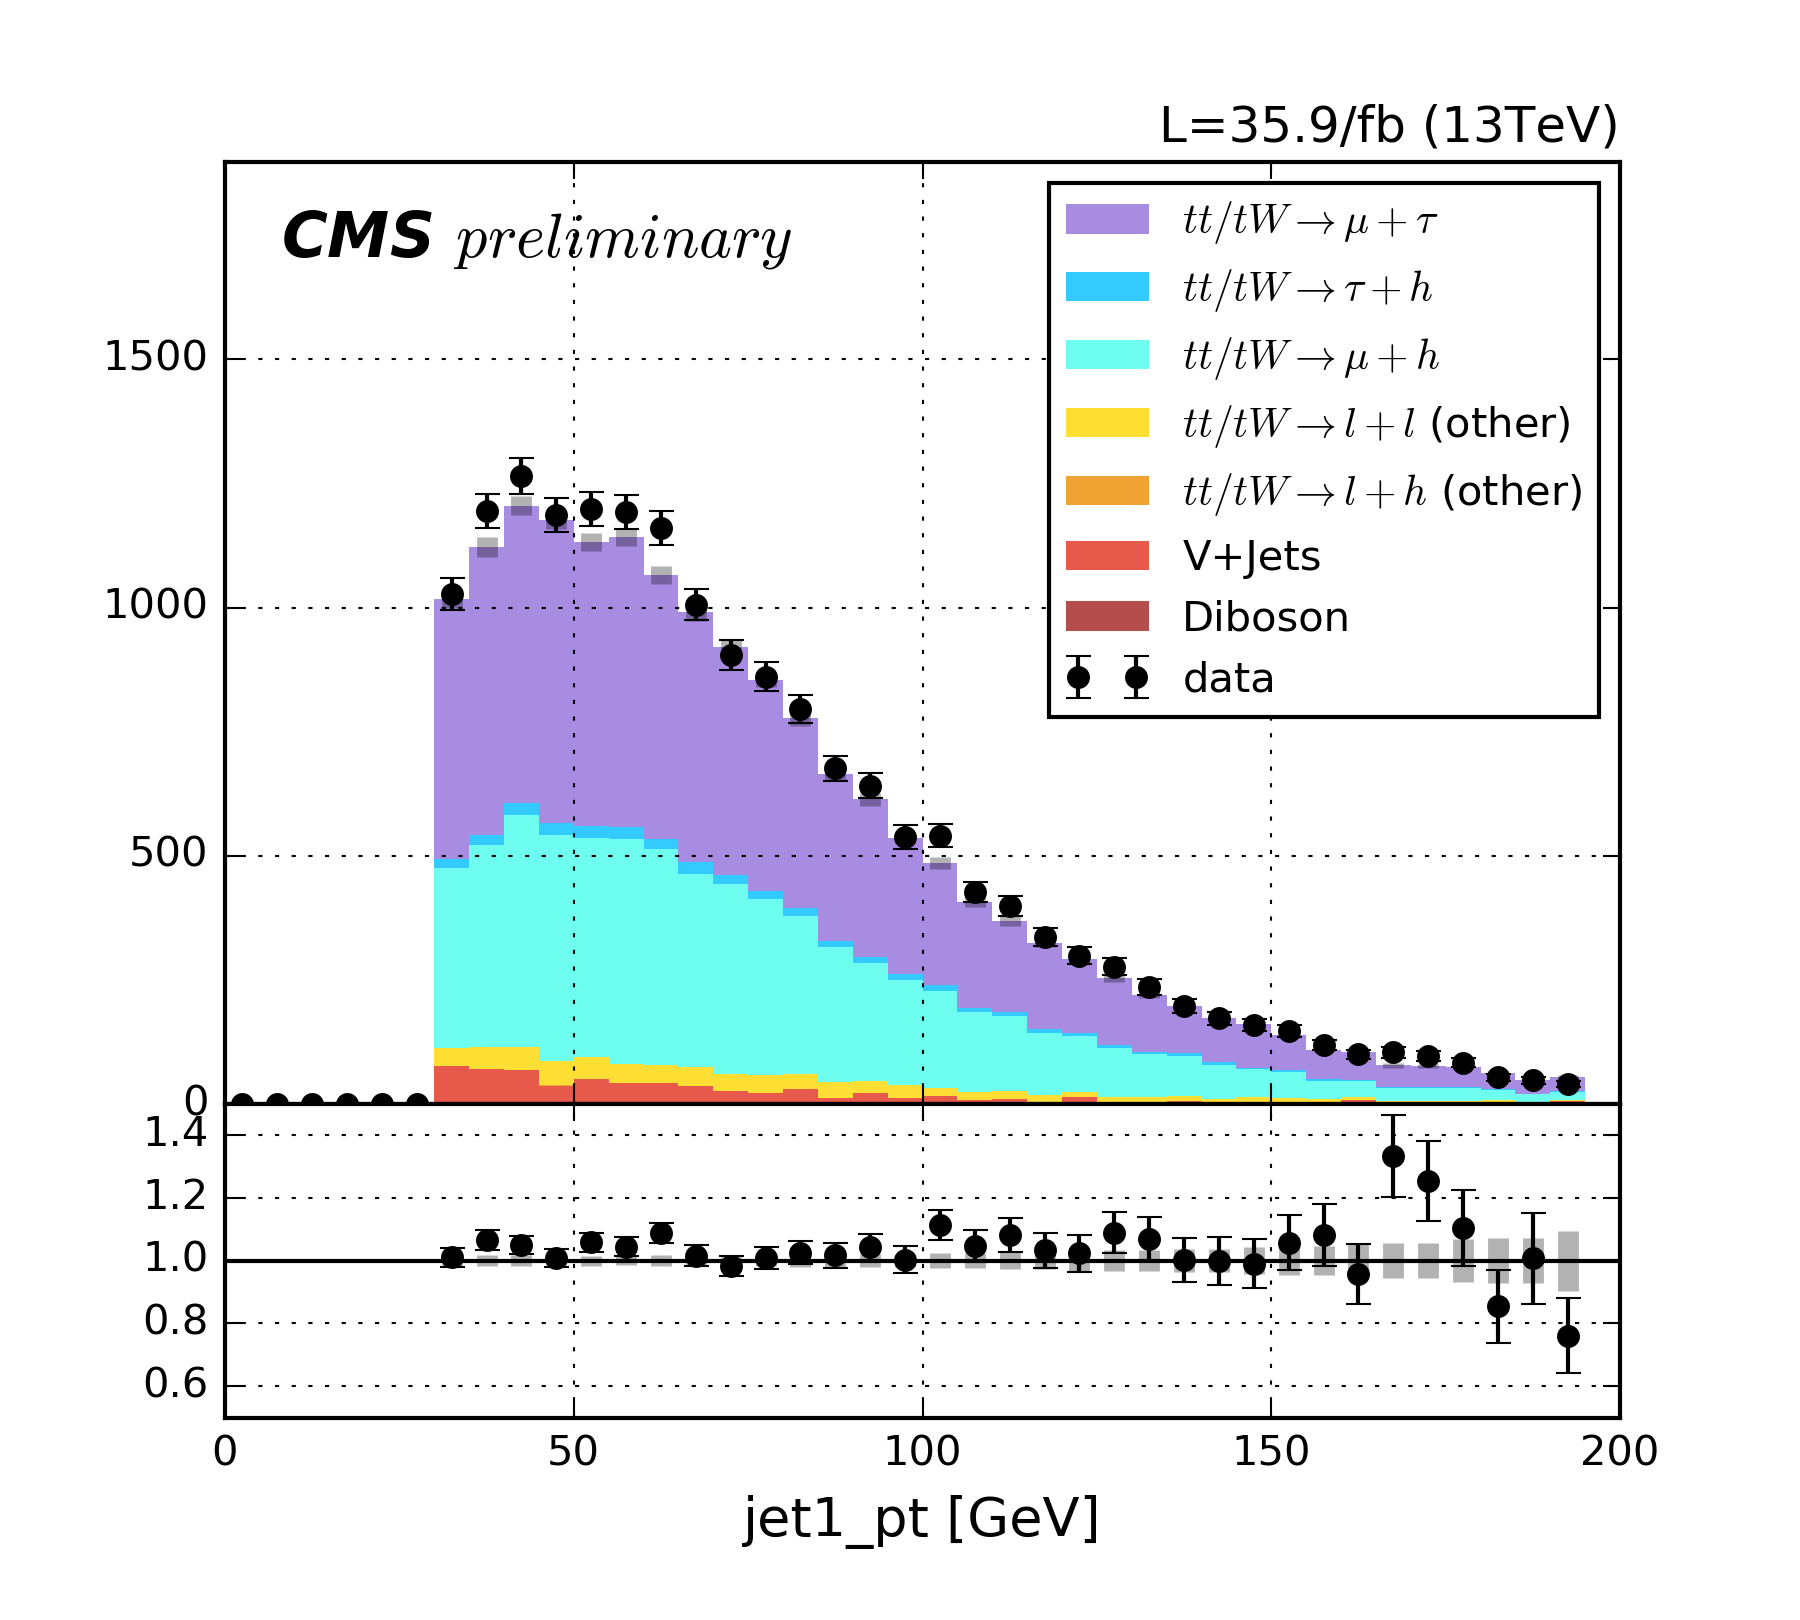 L=35.9/fb (13TeV)
CMS preliminary
tt/tW→μ+τ
tt/tW→τ+h
tt/tW→μ+h
tt/tW→l+l (other)
tt/tW→l+h (other)
V+Jets
Diboson
data
1500
1000
500
0
1.4
1.2
1.0
0.8
0.6
0 50 100 150 200
jet1_pt [GeV]